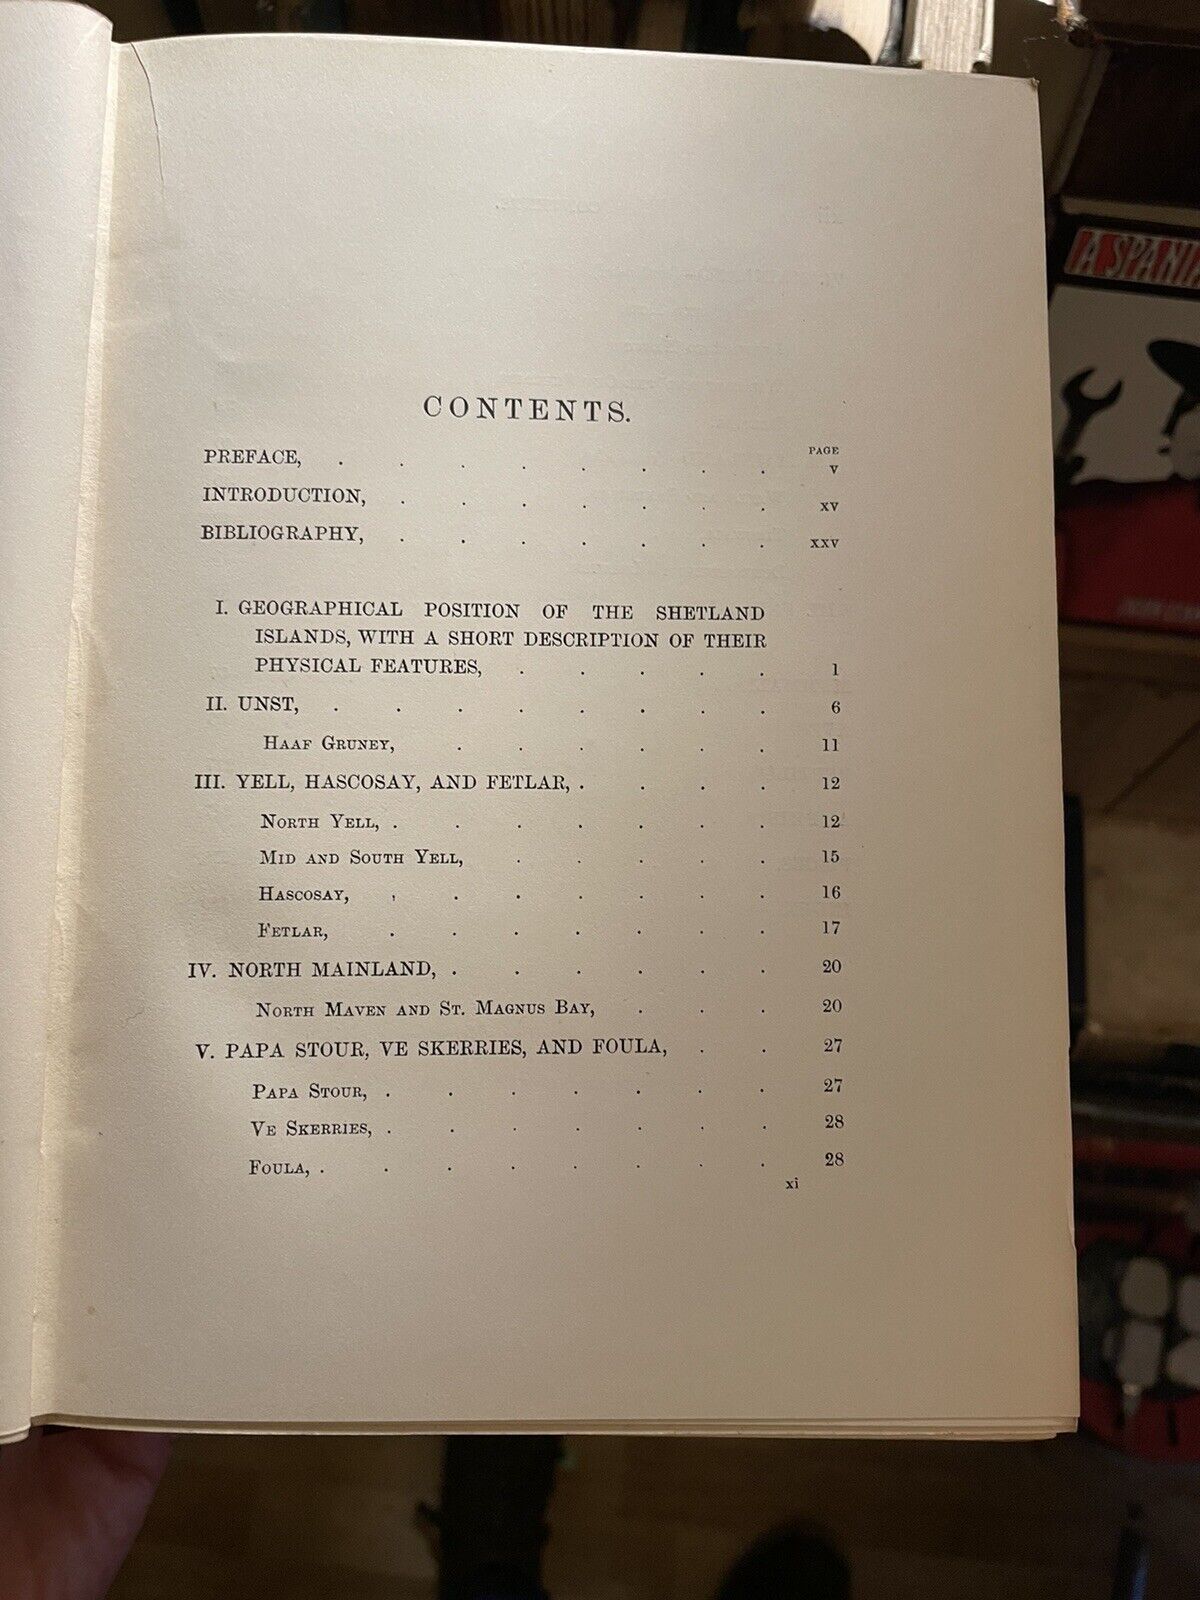 CONTENTS.
PAGE
PREFACE, . . . . . . . . v
INTRODUCTION, . . . . . . . xv
BIBLIOGRAPHY, . . . . . . . xxv
I. GEOGRAPHICAL POSITION OF THE SHETLAND
ISLANDS, WITH A SHORT DESCRIPTION OF THEIR
PHYSICAL FEATURES, . . . . . 1
II. UNST, . . . . . . . . 6
HAAF GRUNEY, . . . . . . 11
III. YELL, HASCOSAY, AND FETLAR, . . . . 12
NORTH YELL, . . . . . . . 12
MID AND SOUTH YELL, . . . . . 15
HASCOSAY, . . . . . . . 16
FETLAR, . . . . . . . 17
IV. NORTH MAINLAND, . . . . . . 20
NORTH MAVEN AND ST. MAGNUS BAY, . . . 20
V. PAPA STOUR, VE SKERRIES, AND FOULA, . . 27
PAPA STOUR, . . . . . . . 27
VE SKERRIES, . . . . . . . 28
FOULA, . . . . . . . . 28
xi